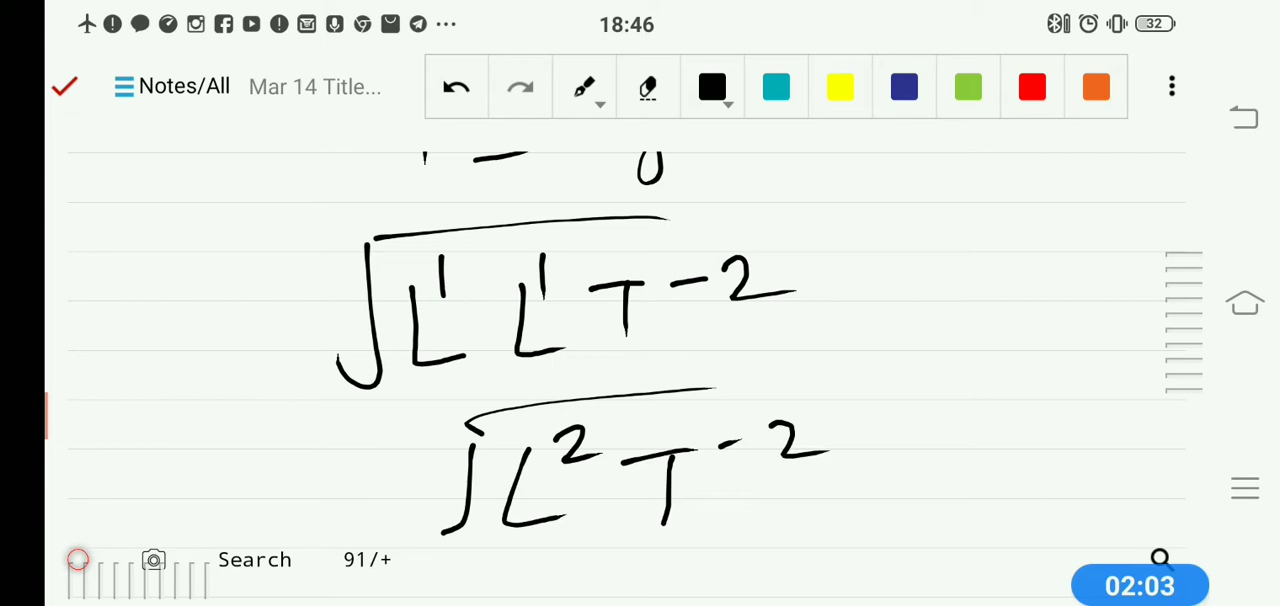 18:46
32
Notes/All Mar 14 Title...
√L¹ L¹ T⁻²
√L² T⁻²
Search 91/+
02:03